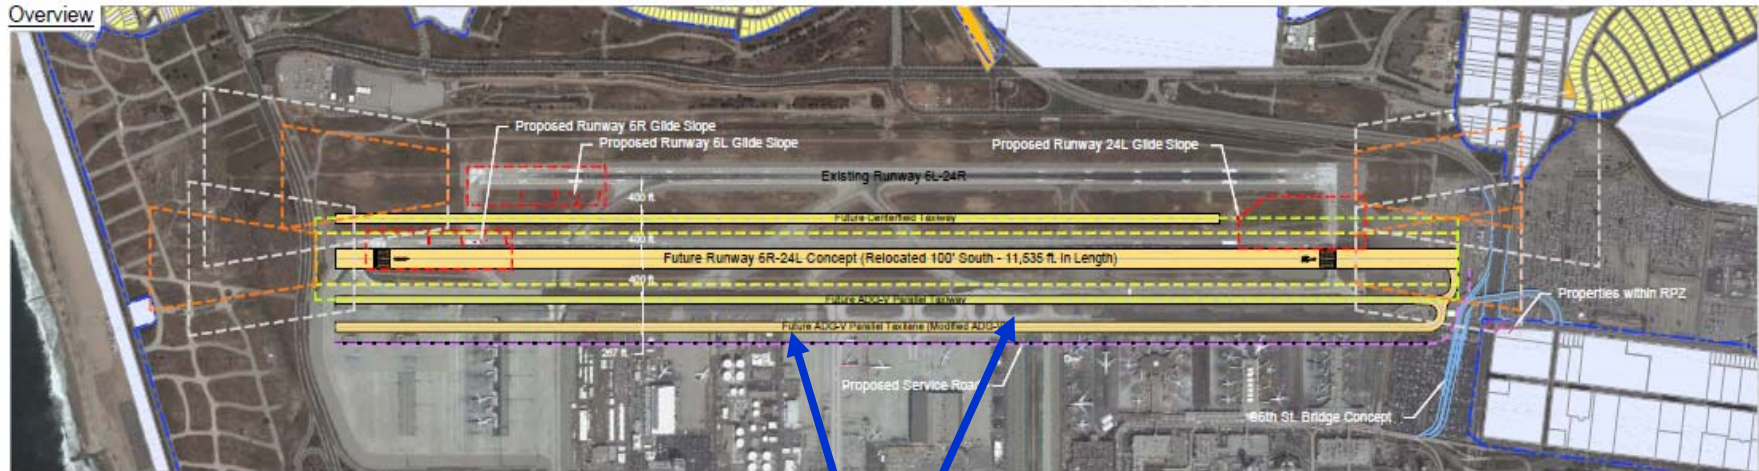 Overview
Proposed Runway 6R Glide Slope
Proposed Runway 6L Glide Slope
Proposed Runway 24L Glide Slope
Existing Runway 6L-24R
400 ft.
Future Centerfield Taxiway
400 ft.
Future Runway 6R-24L Concept (Relocated 100' South - 11,535 ft. in Length)
400 ft.
Properties within RPZ
Future ADG-V Parallel Taxiway
Future ADG-V Parallel Taxilane (Modified ADG
267 ft.
Proposed Service Road
86th St. Bridge Concept